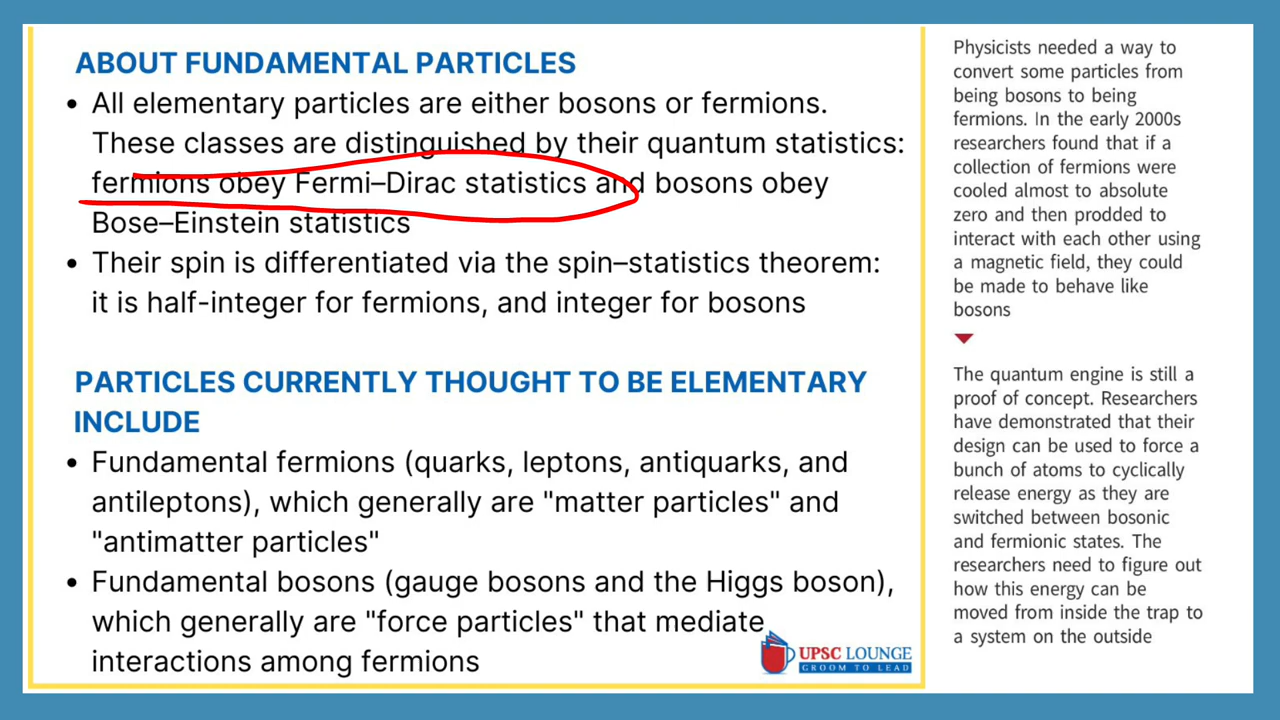 ABOUT FUNDAMENTAL PARTICLES
• All elementary particles are either bosons or fermions.
These classes are distinguished by their quantum statistics:
fermions obey Fermi–Dirac statistics and bosons obey
Bose–Einstein statistics
• Their spin is differentiated via the spin–statistics theorem:
it is half-integer for fermions, and integer for bosons
PARTICLES CURRENTLY THOUGHT TO BE ELEMENTARY
INCLUDE
• Fundamental fermions (quarks, leptons, antiquarks, and
antileptons), which generally are "matter particles" and
"antimatter particles"
• Fundamental bosons (gauge bosons and the Higgs boson),
which generally are "force particles" that mediate
interactions among fermions
UPSC LOUNGE
GROOM TO LEAD
Physicists needed a way to
convert some particles from
being bosons to being
fermions. In the early 2000s
researchers found that if a
collection of fermions were
cooled almost to absolute
zero and then prodded to
interact with each other using
a magnetic field, they could
be made to behave like
bosons
The quantum engine is still a
proof of concept. Researchers
have demonstrated that their
design can be used to force a
bunch of atoms to cyclically
release energy as they are
switched between bosonic
and fermionic states. The
researchers need to figure out
how this energy can be
moved from inside the trap to
a system on the outside